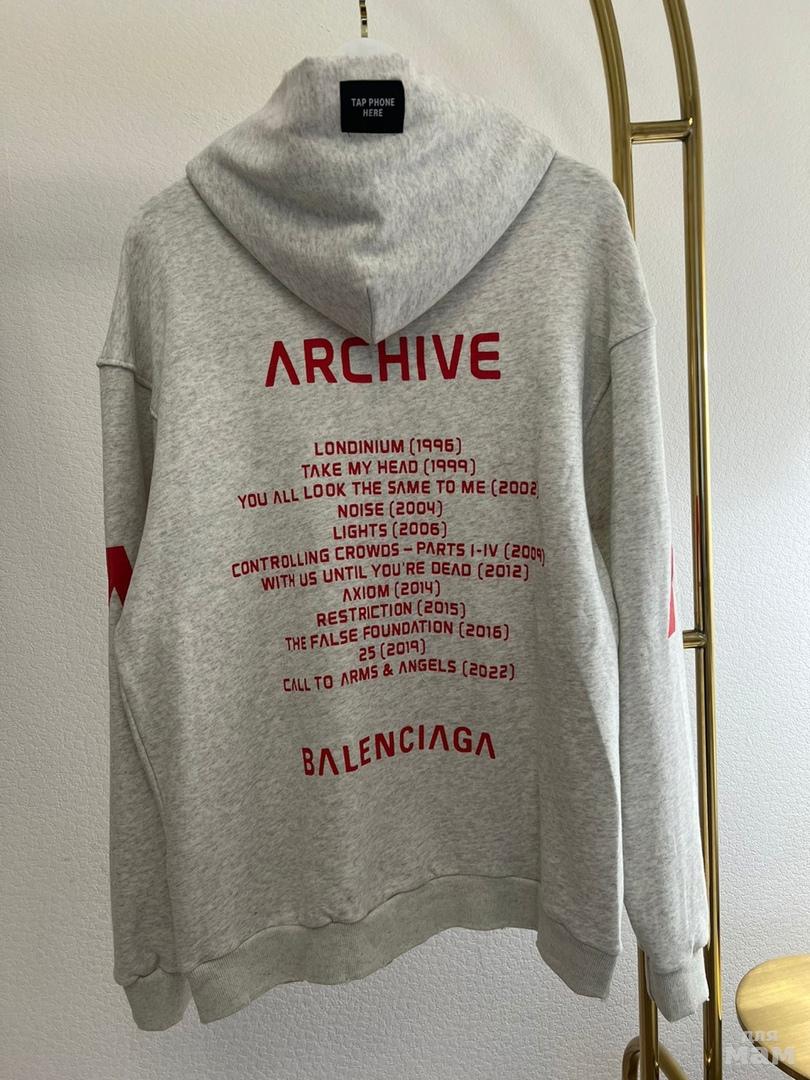 TAP PHONE
HERE
ARCHIVE
LONDINIUM (1996)
TAKE MY HEAD (1999)
YOU ALL LOOK THE SAME TO ME (2002
NOISE (2004)
LIGHTS (2006)
CONTROLLING CROWDS – PARTS I-IV (2009)
WITH US UNTIL YOU'RE DEAD (2012)
AXIOM (2014)
RESTRICTION (2015)
THE FALSE FOUNDATION (2016)
25 (2019)
CALL TO ARMS & ANGELS (2022)
BALENCIAGA
для
мам